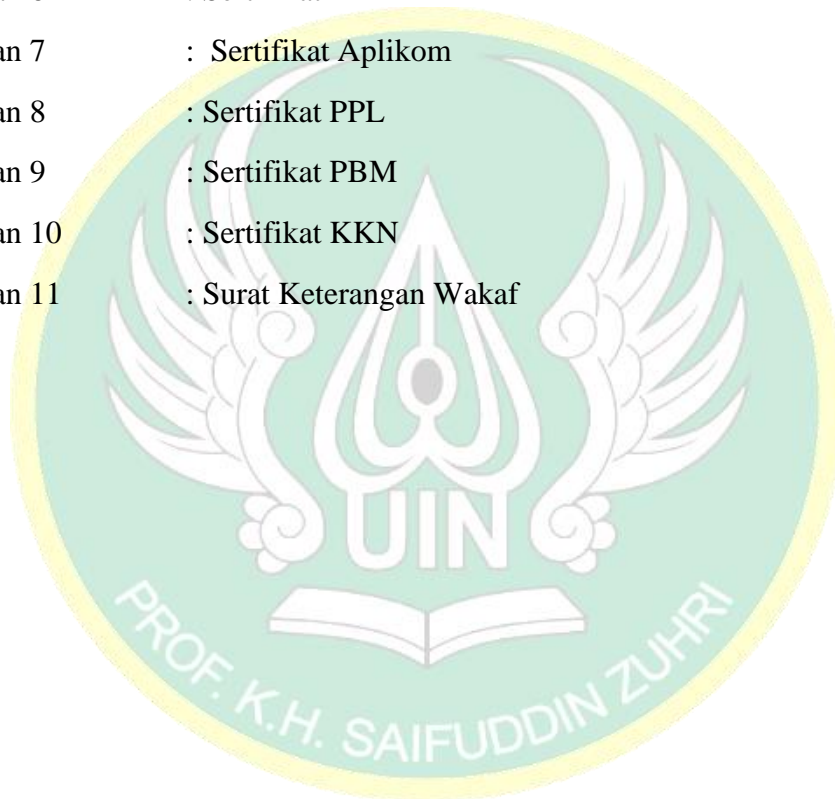 an 7 : Sertifikat Aplikom
an 8 : Sertifikat PPL
an 9 : Sertifikat PBM
an 10 : Sertifikat KKN
an 11 : Surat Keterangan Wakaf
UIN
PROF. K.H. SAIFUDDIN ZUHRI